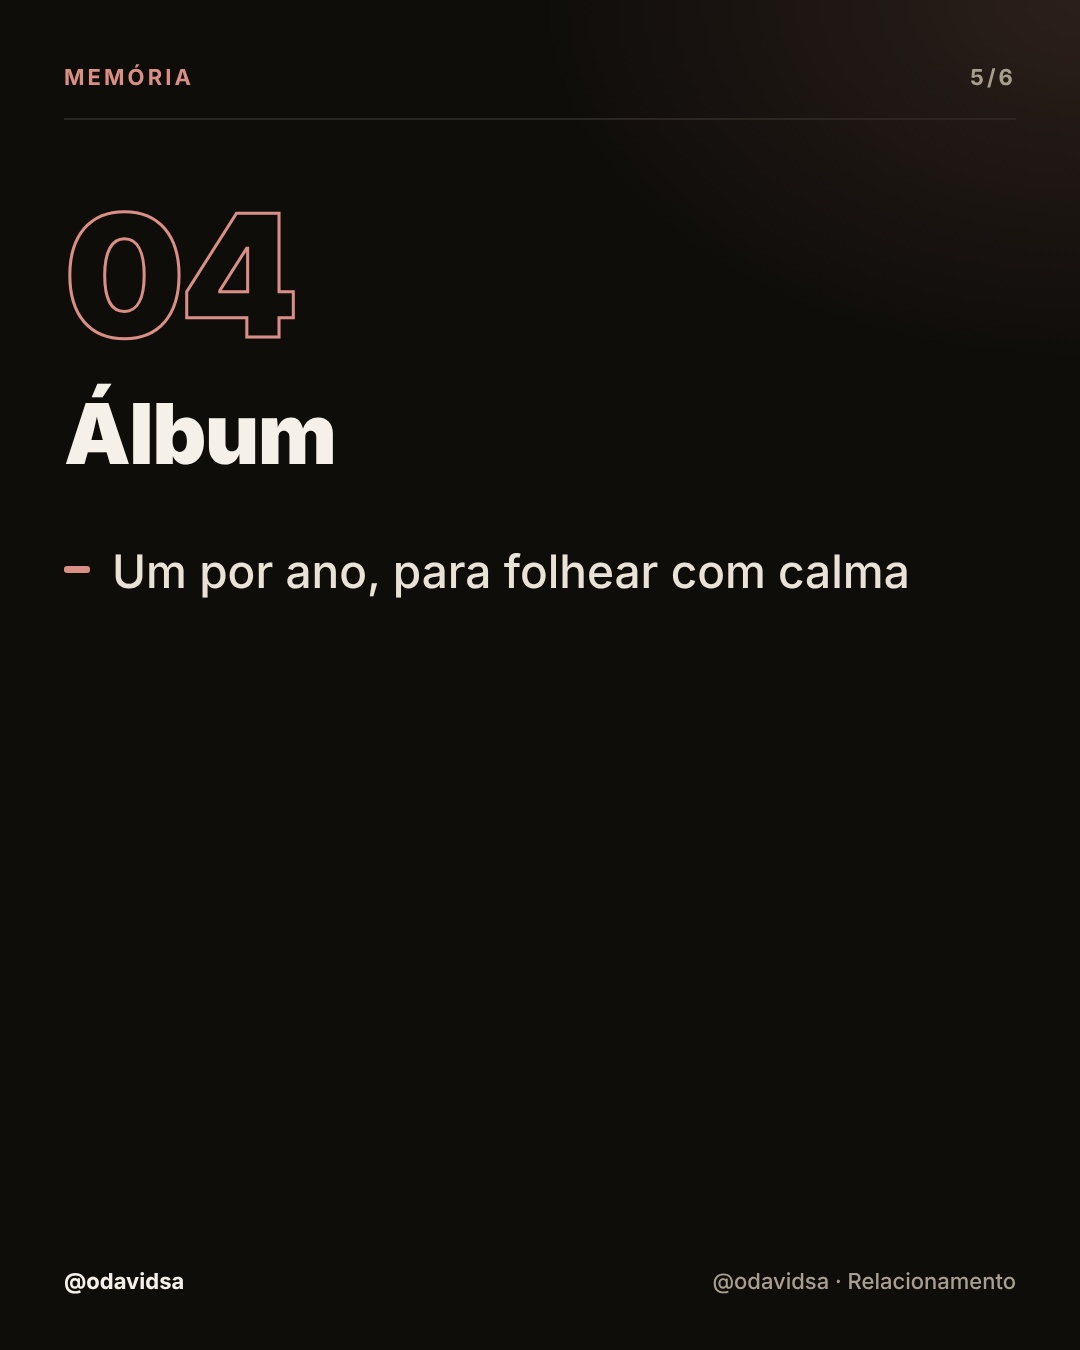 MEMÓRIA
5/6
04
Álbum
Um por ano, para folhear com calma
@odavidsa
@odavidsa · Relacionamento